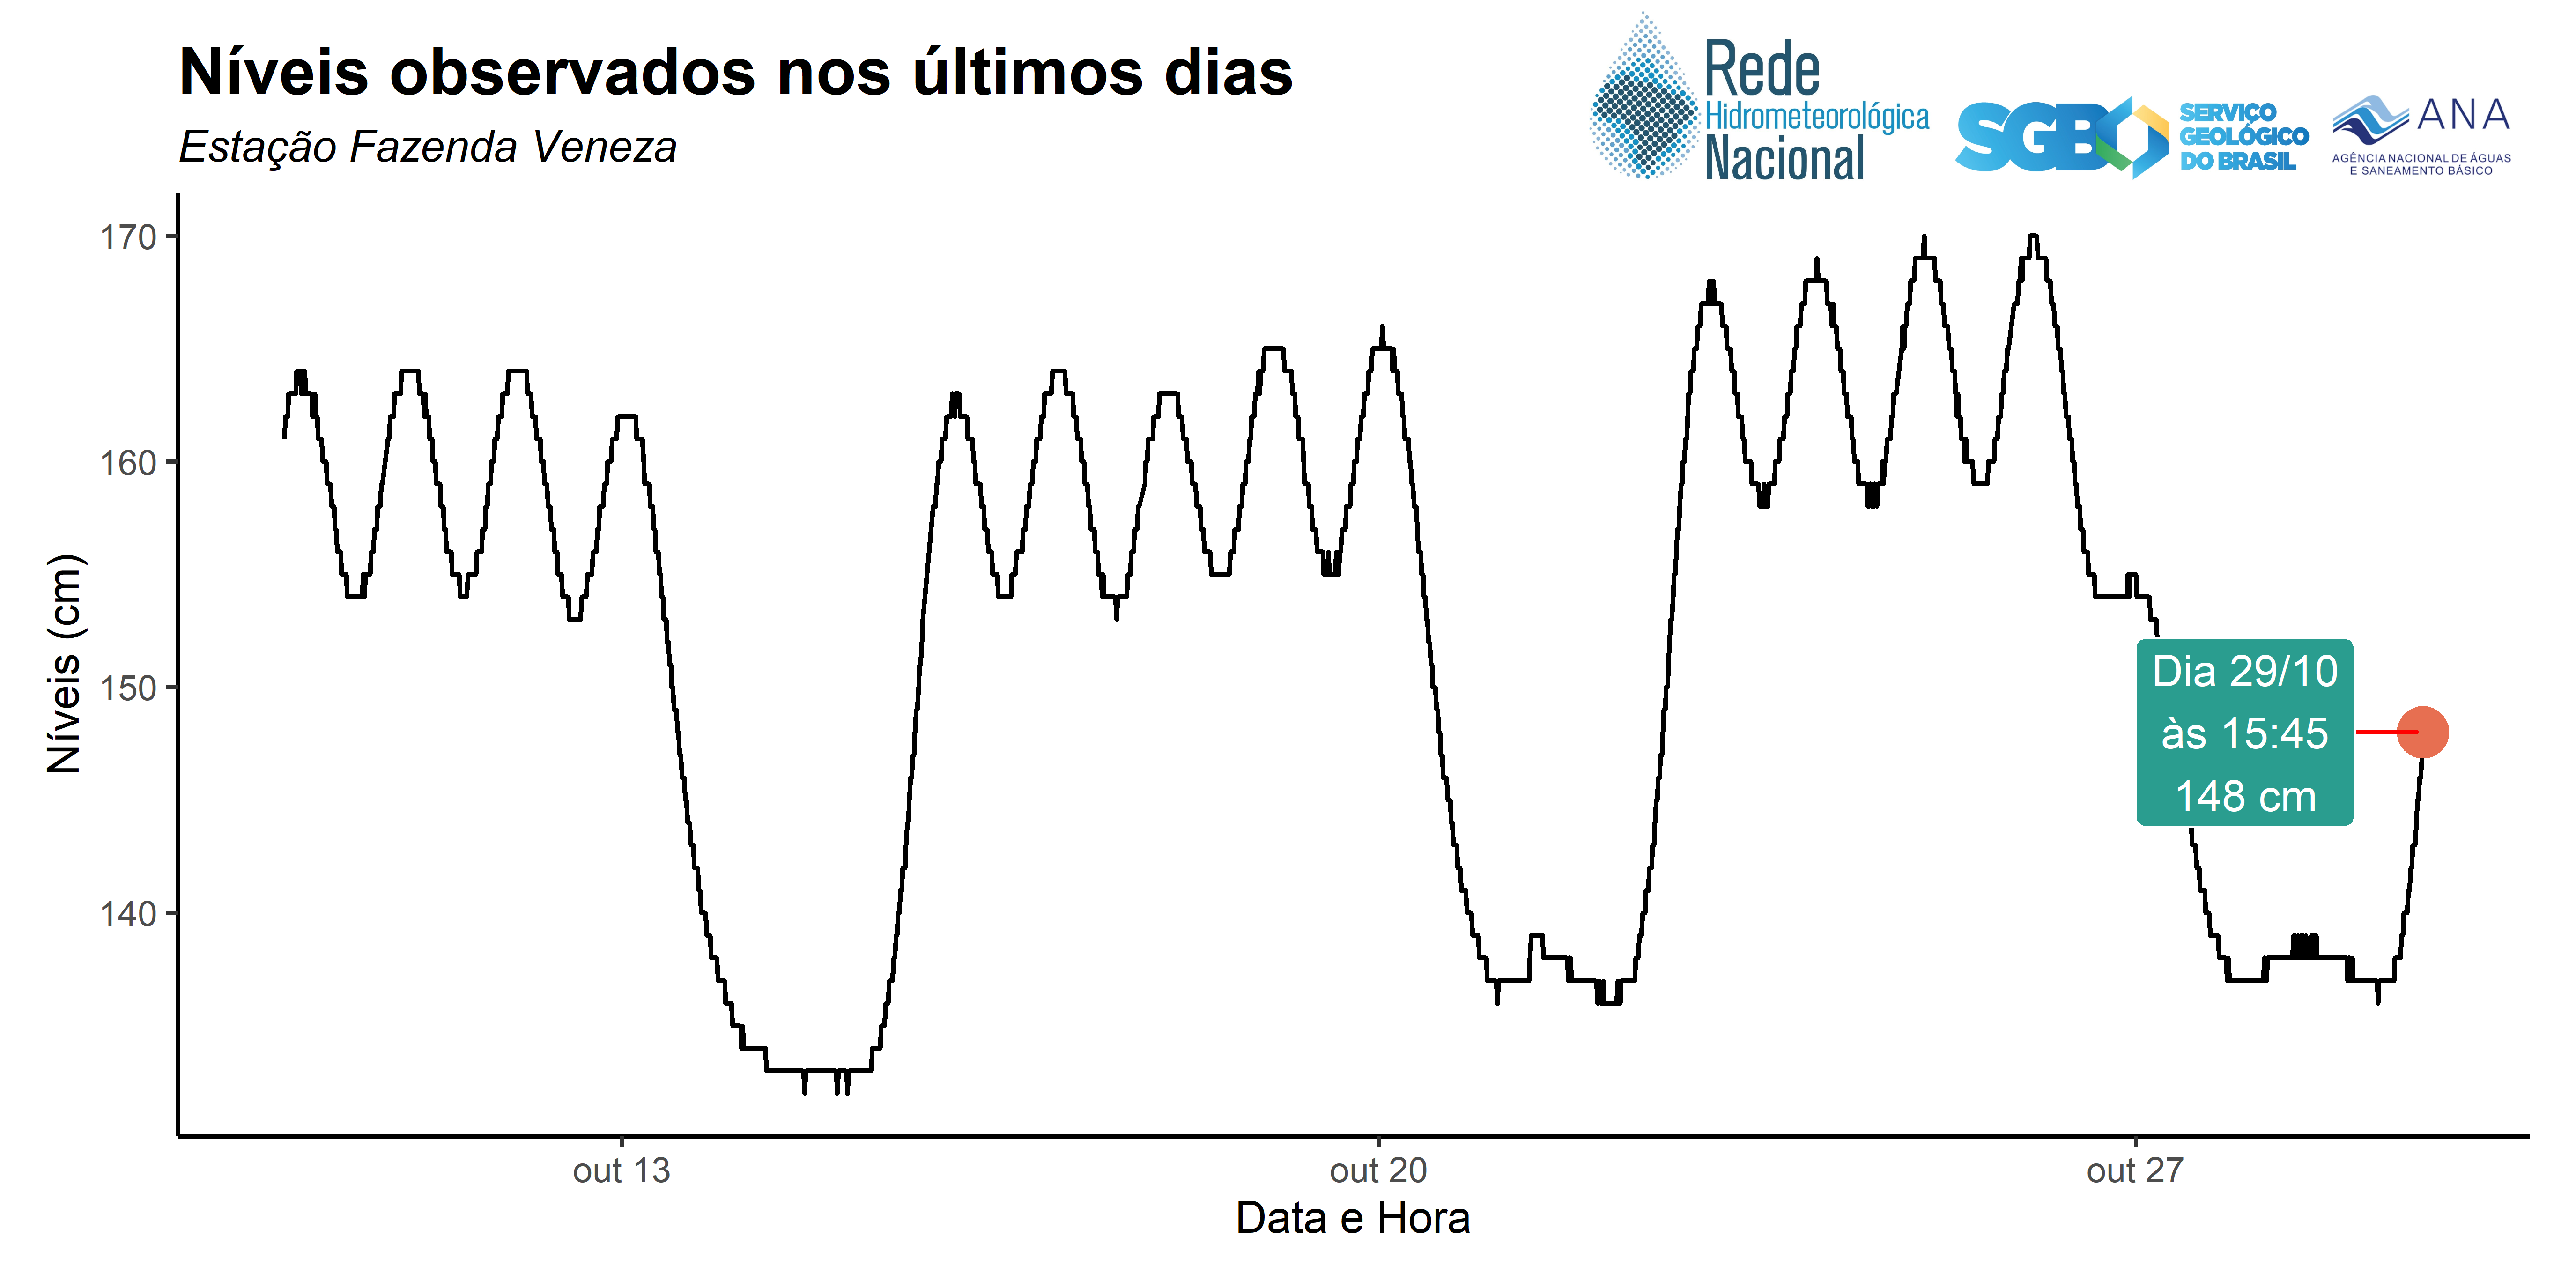 Níveis observados nos últimos dias
Estação Fazenda Veneza
Rede
Hidrometeorológica
Nacional
SGB
SERVIÇO
GEOLÓGICO
DO BRASIL
ANA
AGÊNCIA NACIONAL DE ÁGUAS
E SANEAMENTO BÁSICO
Níveis (cm)
170
160
150
140
Dia 29/10
às 15:45
148 cm
out 13
out 20
out 27
Data e Hora